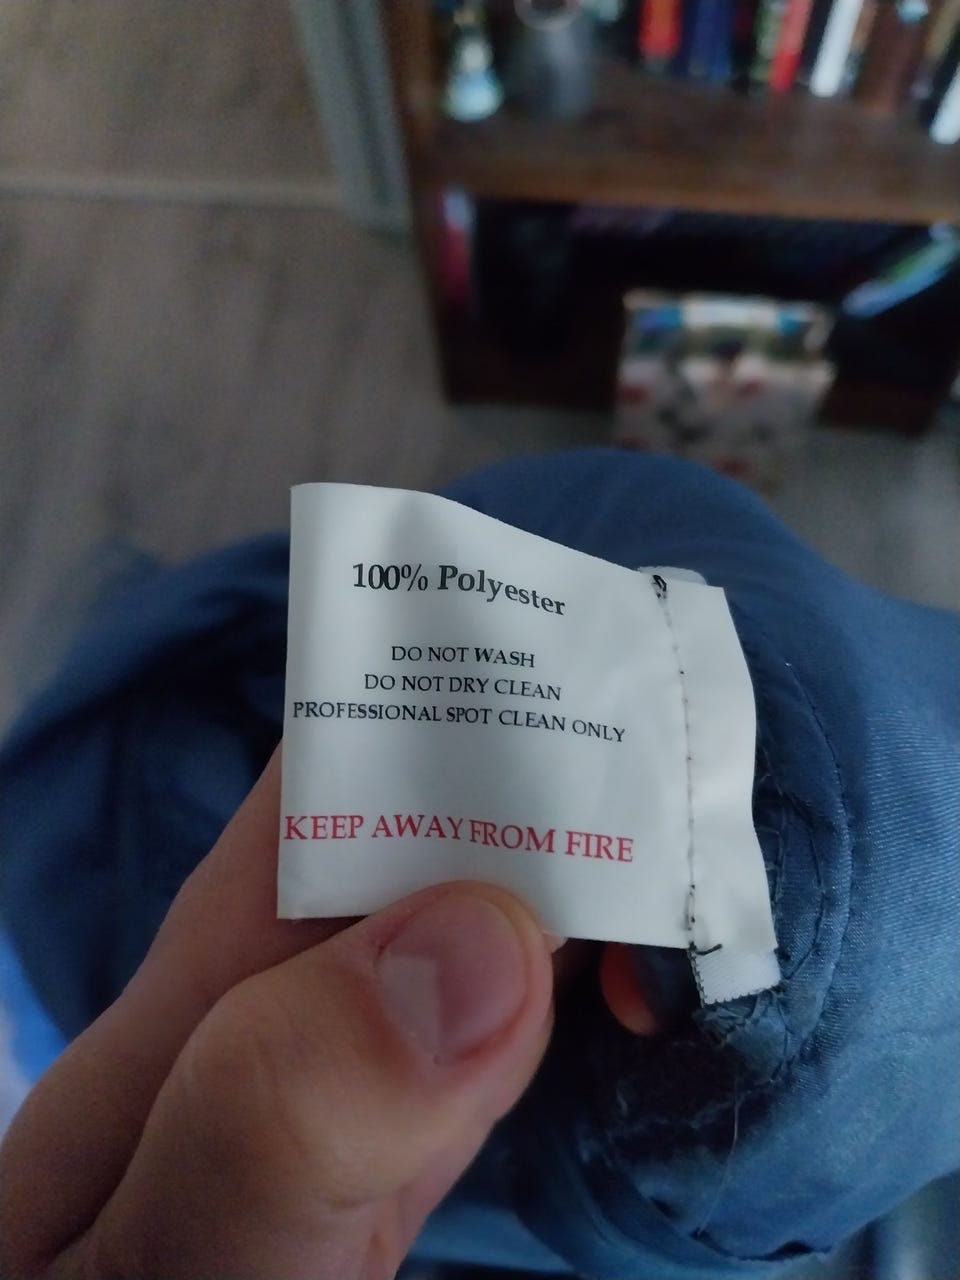 100% Polyester
DO NOT WASH
DO NOT DRY CLEAN
PROFESSIONAL SPOT CLEAN ONLY
KEEP AWAY FROM FIRE